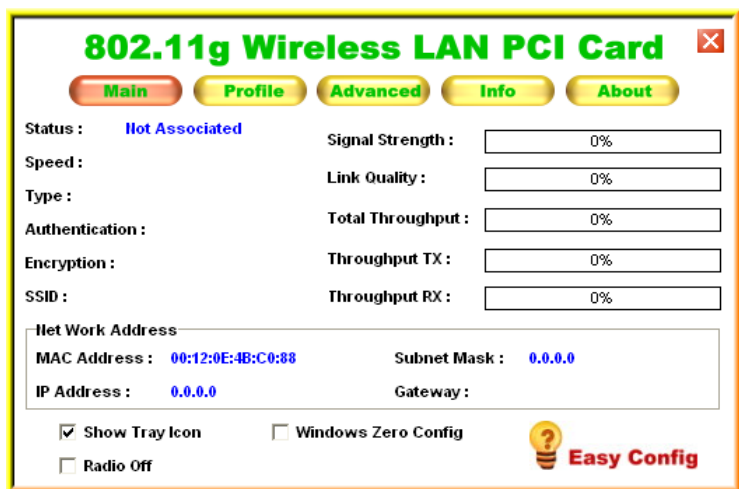 802.11g Wireless LAN PCI Card
Main Profile Advanced Info About
Status : Not Associated
Speed :
Type :
Authentication :
Encryption :
SSID :
Signal Strength : 0%
Link Quality : 0%
Total Throughput : 0%
Throughput TX : 0%
Throughput RX : 0%
Net Work Address
MAC Address : 00:12:0E:4B:C0:88 Subnet Mask : 0.0.0.0
IP Address : 0.0.0.0 Gateway :
Show Tray Icon Windows Zero Config
Radio Off
? Easy Config